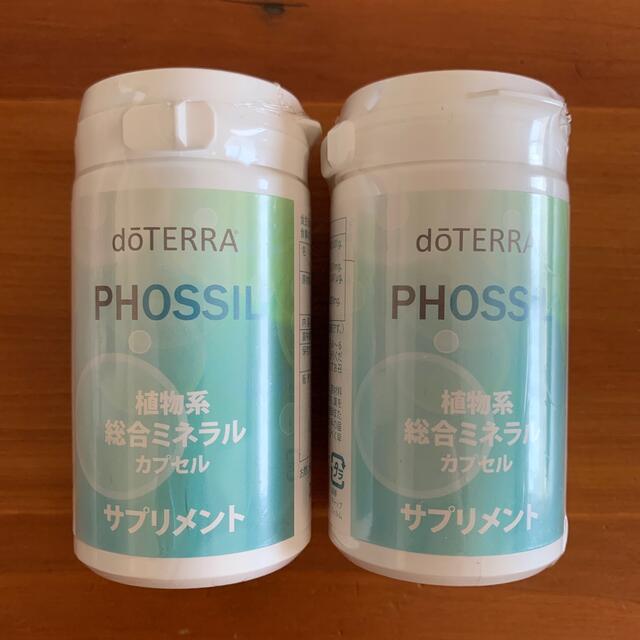 dōTERRA®
PHOSSIL
植物系
総合ミネラル
カプセル
サプリメント
dōTERRA
PHOSSIL
植物系
総合ミネラル
カプセル
サプリメント
プラ